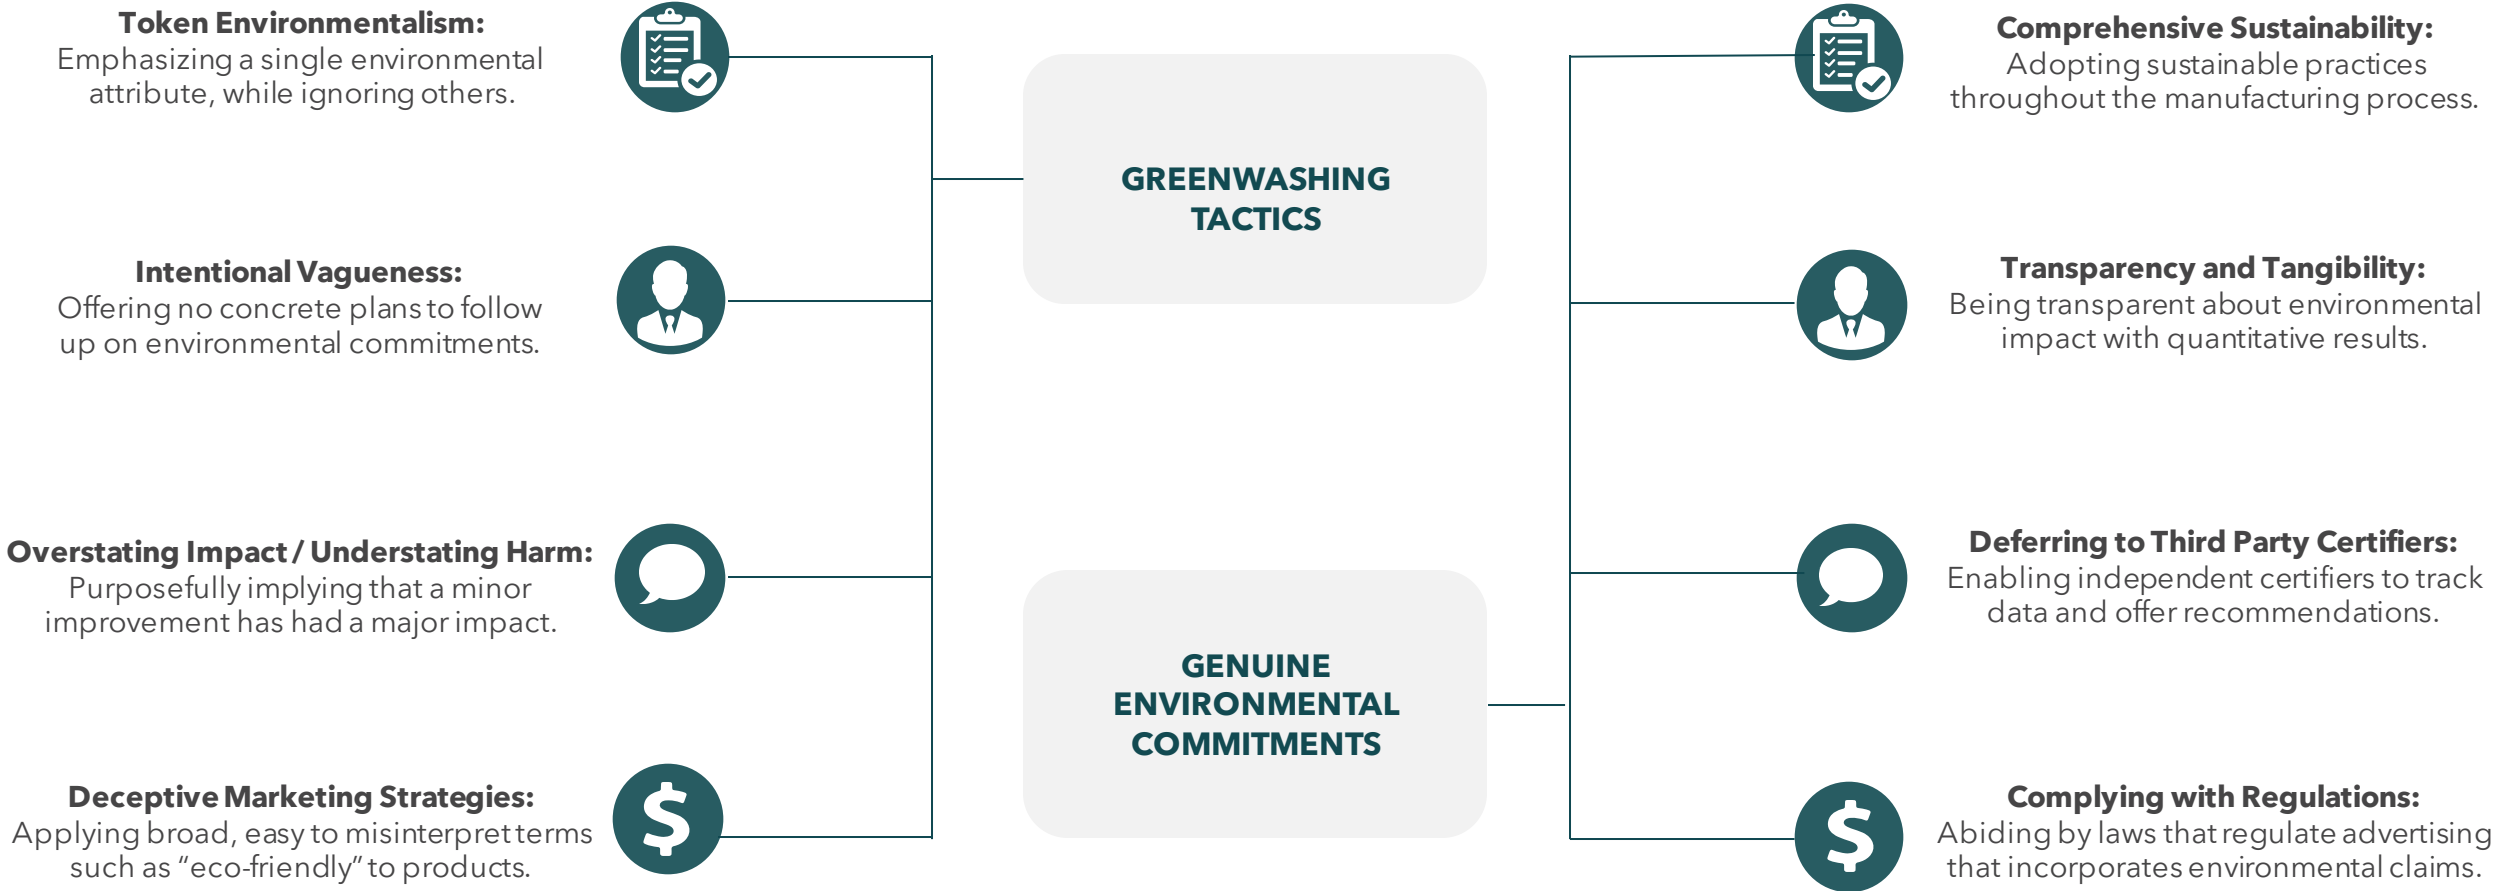 Token Environmentalism:
Emphasizing a single environmental
attribute, while ignoring others.
Intentional Vagueness:
Offering no concrete plans to follow
up on environmental commitments.
Overstating Impact / Understating Harm:
Purposefully implying that a minor
improvement has had a major impact.
Deceptive Marketing Strategies:
Applying broad, easy to misinterpret terms
such as “eco-friendly” to products.
GREENWASHING
TACTICS
GENUINE
ENVIRONMENTAL
COMMITMENTS
Comprehensive Sustainability:
Adopting sustainable practices
throughout the manufacturing process.
Transparency and Tangibility:
Being transparent about environmental
impact with quantitative results.
Deferring to Third Party Certifiers:
Enabling independent certifiers to track
data and offer recommendations.
Complying with Regulations:
Abiding by laws that regulate advertising
that incorporates environmental claims.